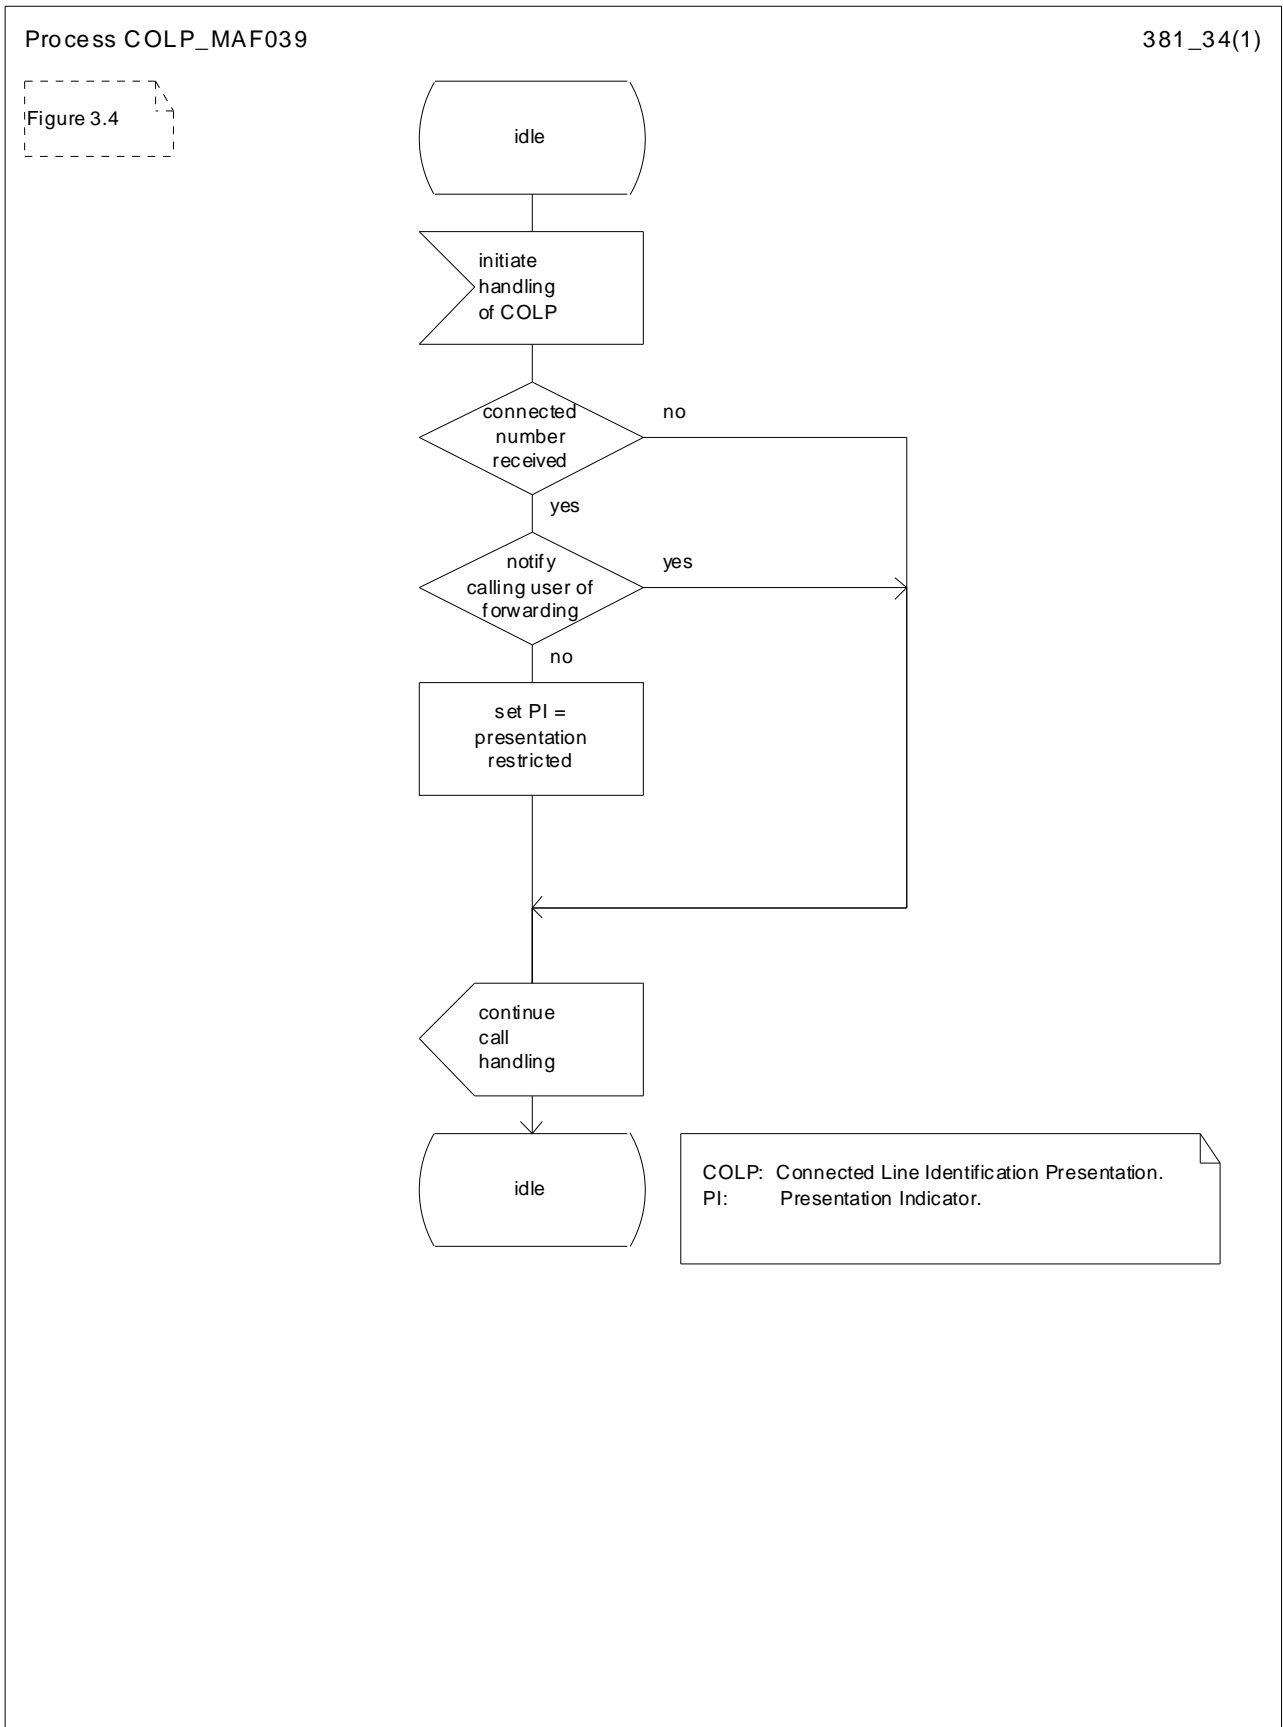 Process COLP_MAF039
381_34(1)
Figure 3.4
idle
initiate
handling
of COLP
connected
number
received
no
yes
notify
calling user of
forwarding
yes
no
set PI =
presentation
restricted
continue
call
handling
idle
COLP: Connected Line Identification Presentation.
PI: Presentation Indicator.